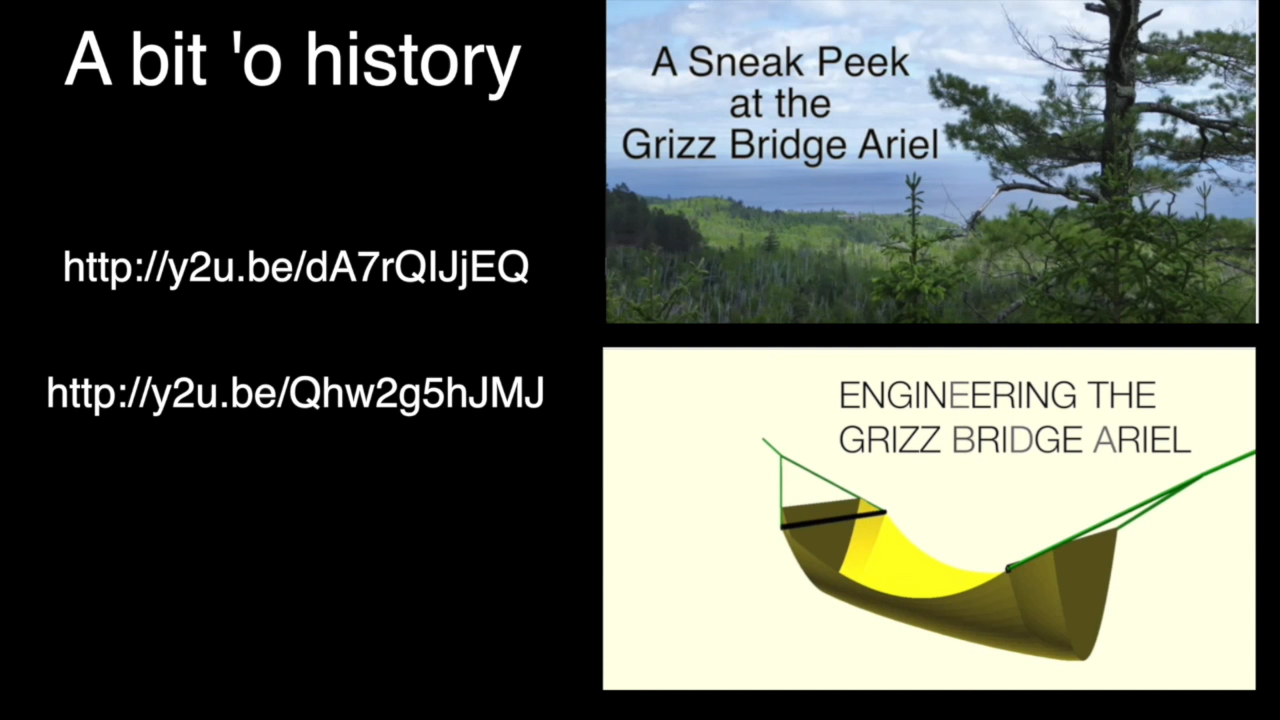 A bit 'o history
http://y2u.be/dA7rQIJjEQ
http://y2u.be/Qhw2g5hJMJ
A Sneak Peek
at the
Grizz Bridge Ariel
ENGINEERING THE
GRIZZ BRIDGE ARIEL